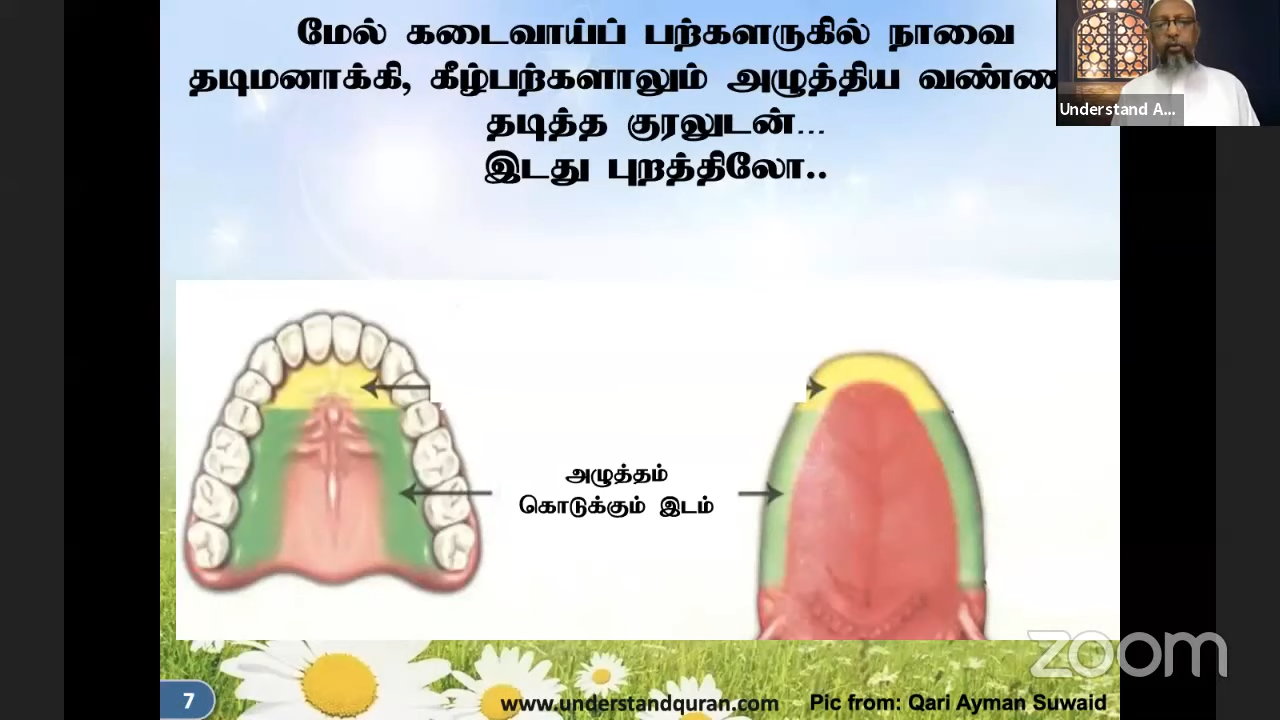 மேல் கடைவாய்ப் பற்களருகில் நாவை
தடிமனாக்கி, கீழ்பற்களாலும் அழுத்திய
தடித்த குரலுடன்...
இடது புறத்திலோ..
Understand A...
அழுத்தம்
கொடுக்கும் இடம்
zoom
7
www.understandquran.com
Pic from: Qari Ayman Suwaid